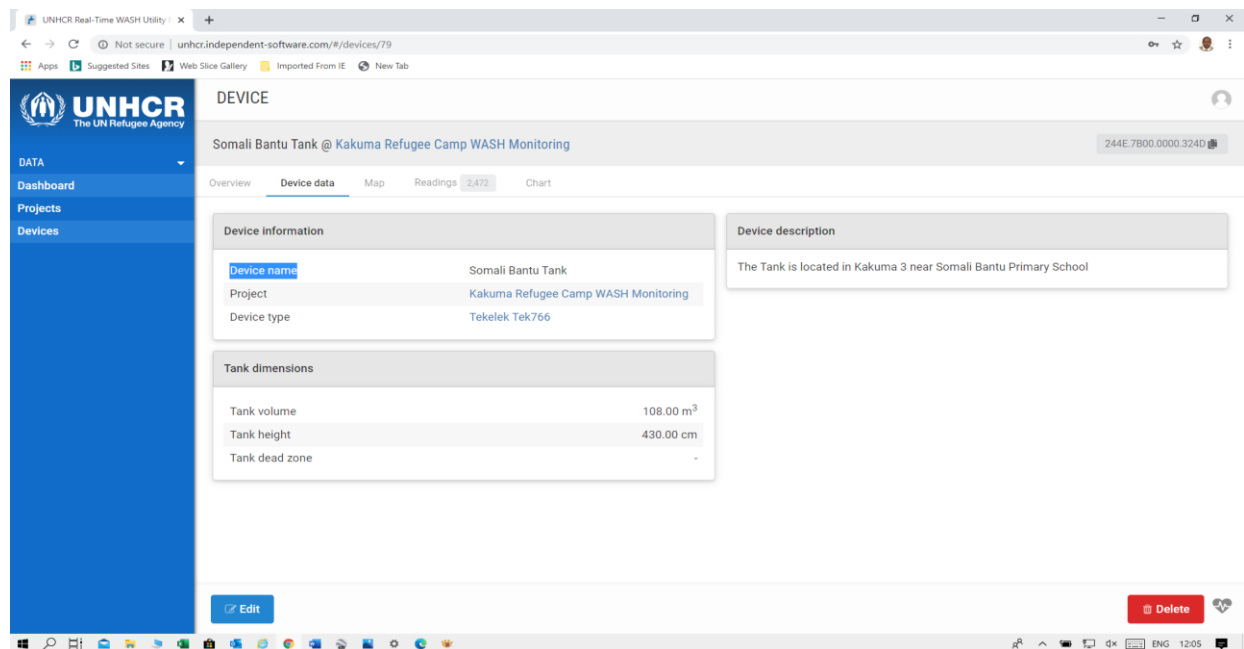 UNHCR Real-Time WASH Utility
Not secure | unhcr.independent-software.com/#/devices/79
Apps Suggested Sites Web Slice Gallery Imported From IE New Tab
UNHCR
The UN Refugee Agency
DATA
Dashboard
Projects
Devices
DEVICE
Somali Bantu Tank @ Kakuma Refugee Camp WASH Monitoring
244E.7B00.0000.324D
Overview Device data Map Readings 2,472 Chart
Device information
Device name Somali Bantu Tank
Project Kakuma Refugee Camp WASH Monitoring
Device type Tekelek Tek766
Tank dimensions
Tank volume 108.00 m³
Tank height 430.00 cm
Tank dead zone -
Device description
The Tank is located in Kakuma 3 near Somali Bantu Primary School
Edit
Delete
ENG 12:05